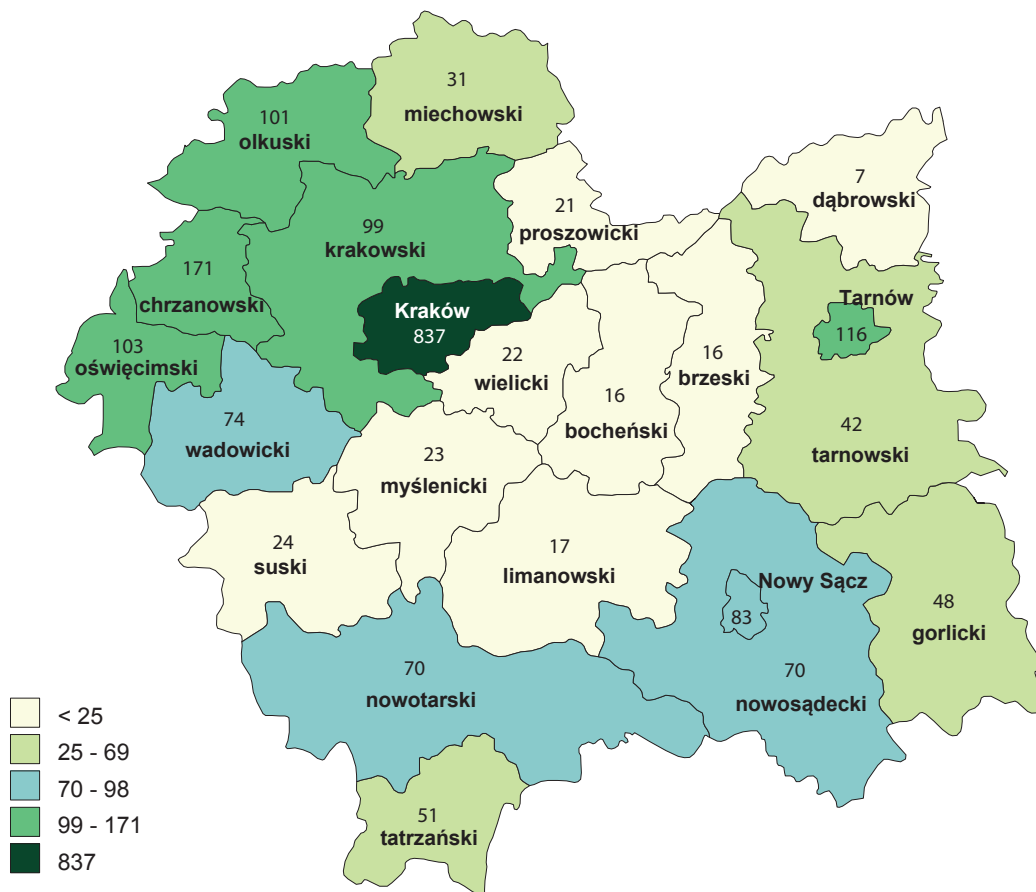 31
miechowski
101
olkuski
7
dąbrowski
21
proszowicki
99
krakowski
171
chrzanowski
Tarnów
116
Kraków
837
103
oświęcimski
22
wielicki
16
brzeski
16
bocheński
74
wadowicki
42
tarnowski
23
myślenicki
24
suski
17
limanowski
Nowy Sącz
83
48
gorlicki
70
nowotarski
70
nowosądecki
51
tatrzański
< 25
25 - 69
70 - 98
99 - 171
837